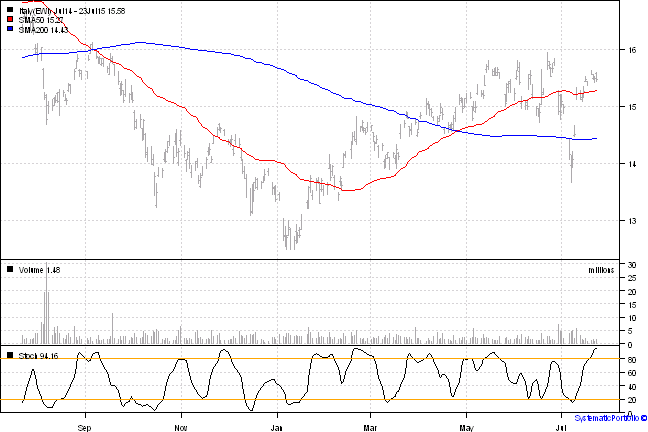 Italy(EWI) Jul14 - 23Jul15 15.58
SMA50 15.27
SMA200 14.43
16
15
14
13
Volume 1.48
millions
30
25
20
15
10
5
0
Stoch 94.16
80
60
40
20
0
Sep Nov Jan Mar May Jul
SystematicPortfolio ©